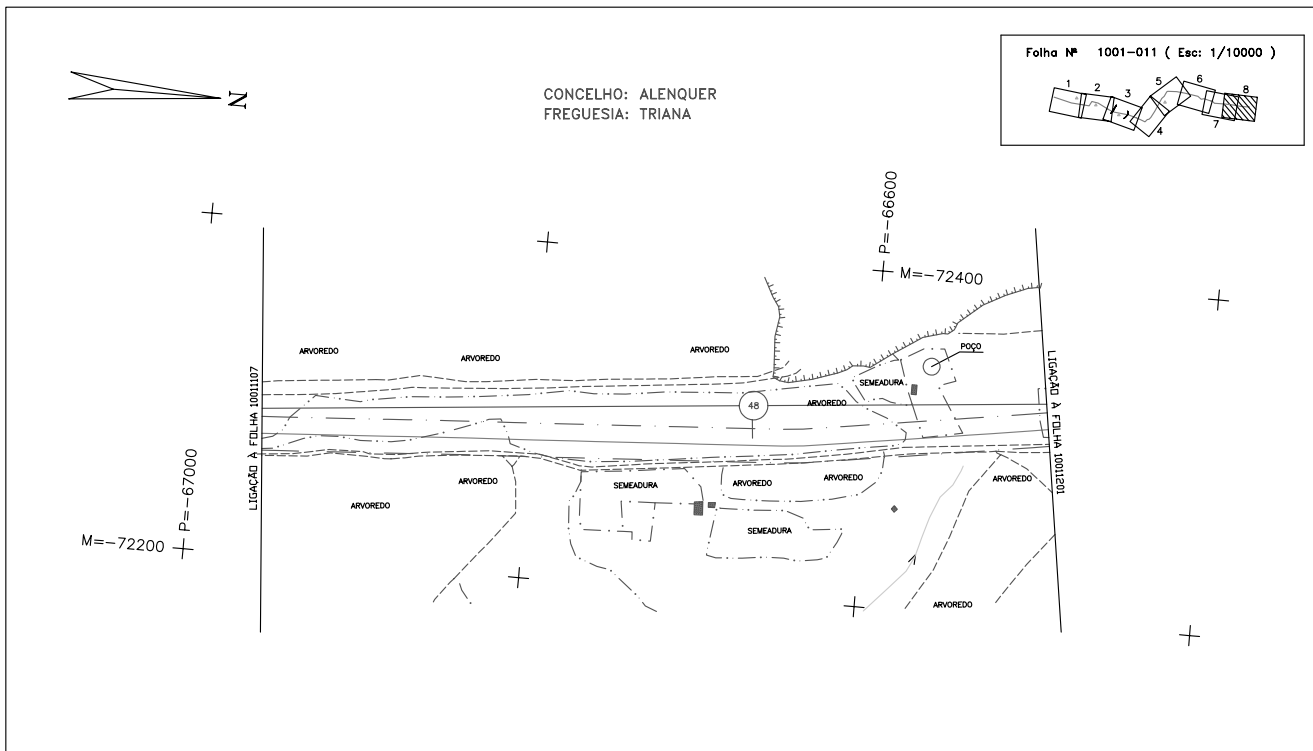 Folha Nº 1001-011 ( Esc: 1/10000 )
1
2
3
4
5
6
7
8
N
CONCELHO: ALENQUER
FREGUESIA: TRIANA
P=-66600
M=-72400
ARVOREDO
ARVOREDO
ARVOREDO
POÇO
SEMEADURA
ARVOREDO
48
LIGAÇÃO À FOLHA 10011107
LIGAÇÃO À FOLHA 10011201
P=-67000
M=-72200
ARVOREDO
ARVOREDO
SEMEADURA
ARVOREDO
ARVOREDO
ARVOREDO
SEMEADURA
ARVOREDO